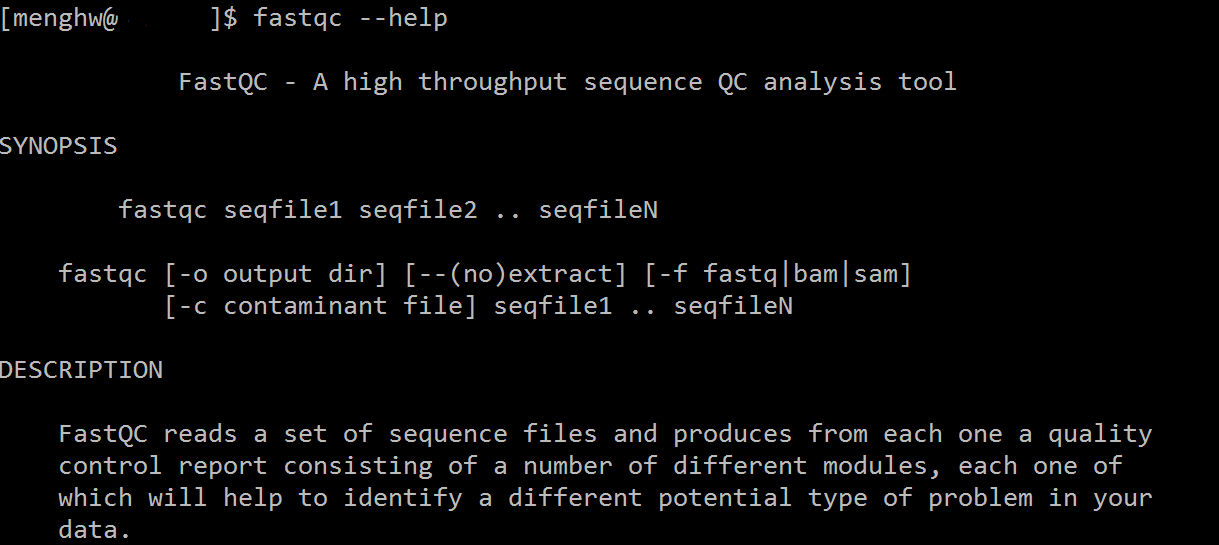 [menghw@ ]$ fastqc --help
FastQC - A high throughput sequence QC analysis tool
SYNOPSIS
fastqc seqfile1 seqfile2 .. seqfileN
fastqc [-o output dir] [--(no)extract] [-f fastq|bam|sam]
[-c contaminant file] seqfile1 .. seqfileN
DESCRIPTION
FastQC reads a set of sequence files and produces from each one a quality
control report consisting of a number of different modules, each one of
which will help to identify a different potential type of problem in your
data.